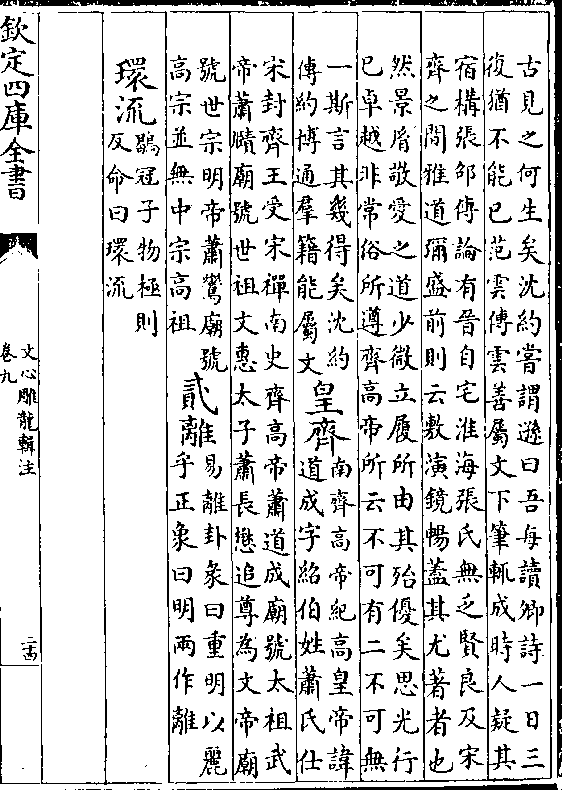 古見之何生矣沈約嘗謂遜曰吾每讀卿詩一日三
復猶不能已范雲傳雲善屬文下筆輒成時人疑其
宿構張邵傳論有晉自宅淮海張氏無乏賢良及宋
齊之間雅道彌盛前則云敷演鏡暢蓋其尤著者也
然景胤敬愛之道少微立履所由其殆優矣思光行
已卓越非常俗所遵齊高帝所云不可有二不可無
一斯言其幾得矣沈約
傳約博通羣籍能屬文
皇齊
南齊高帝紀高皇帝諱
道成字紹伯姓蕭氏仕
宋封齊王受宋禪南史齊高帝蕭道成廟號太祖武
帝蕭賾廟號世祖文惠太子蕭長懋追尊為文帝廟
號世宗明帝蕭鸞廟號
高宗並無中宗高祖
貳離
易離卦彖曰重明以麗
乎正象曰明兩作離
環流
鶡冠子物極則
反命曰環流
欽定四庫全書
文心雕龍輯注
卷九
二十四